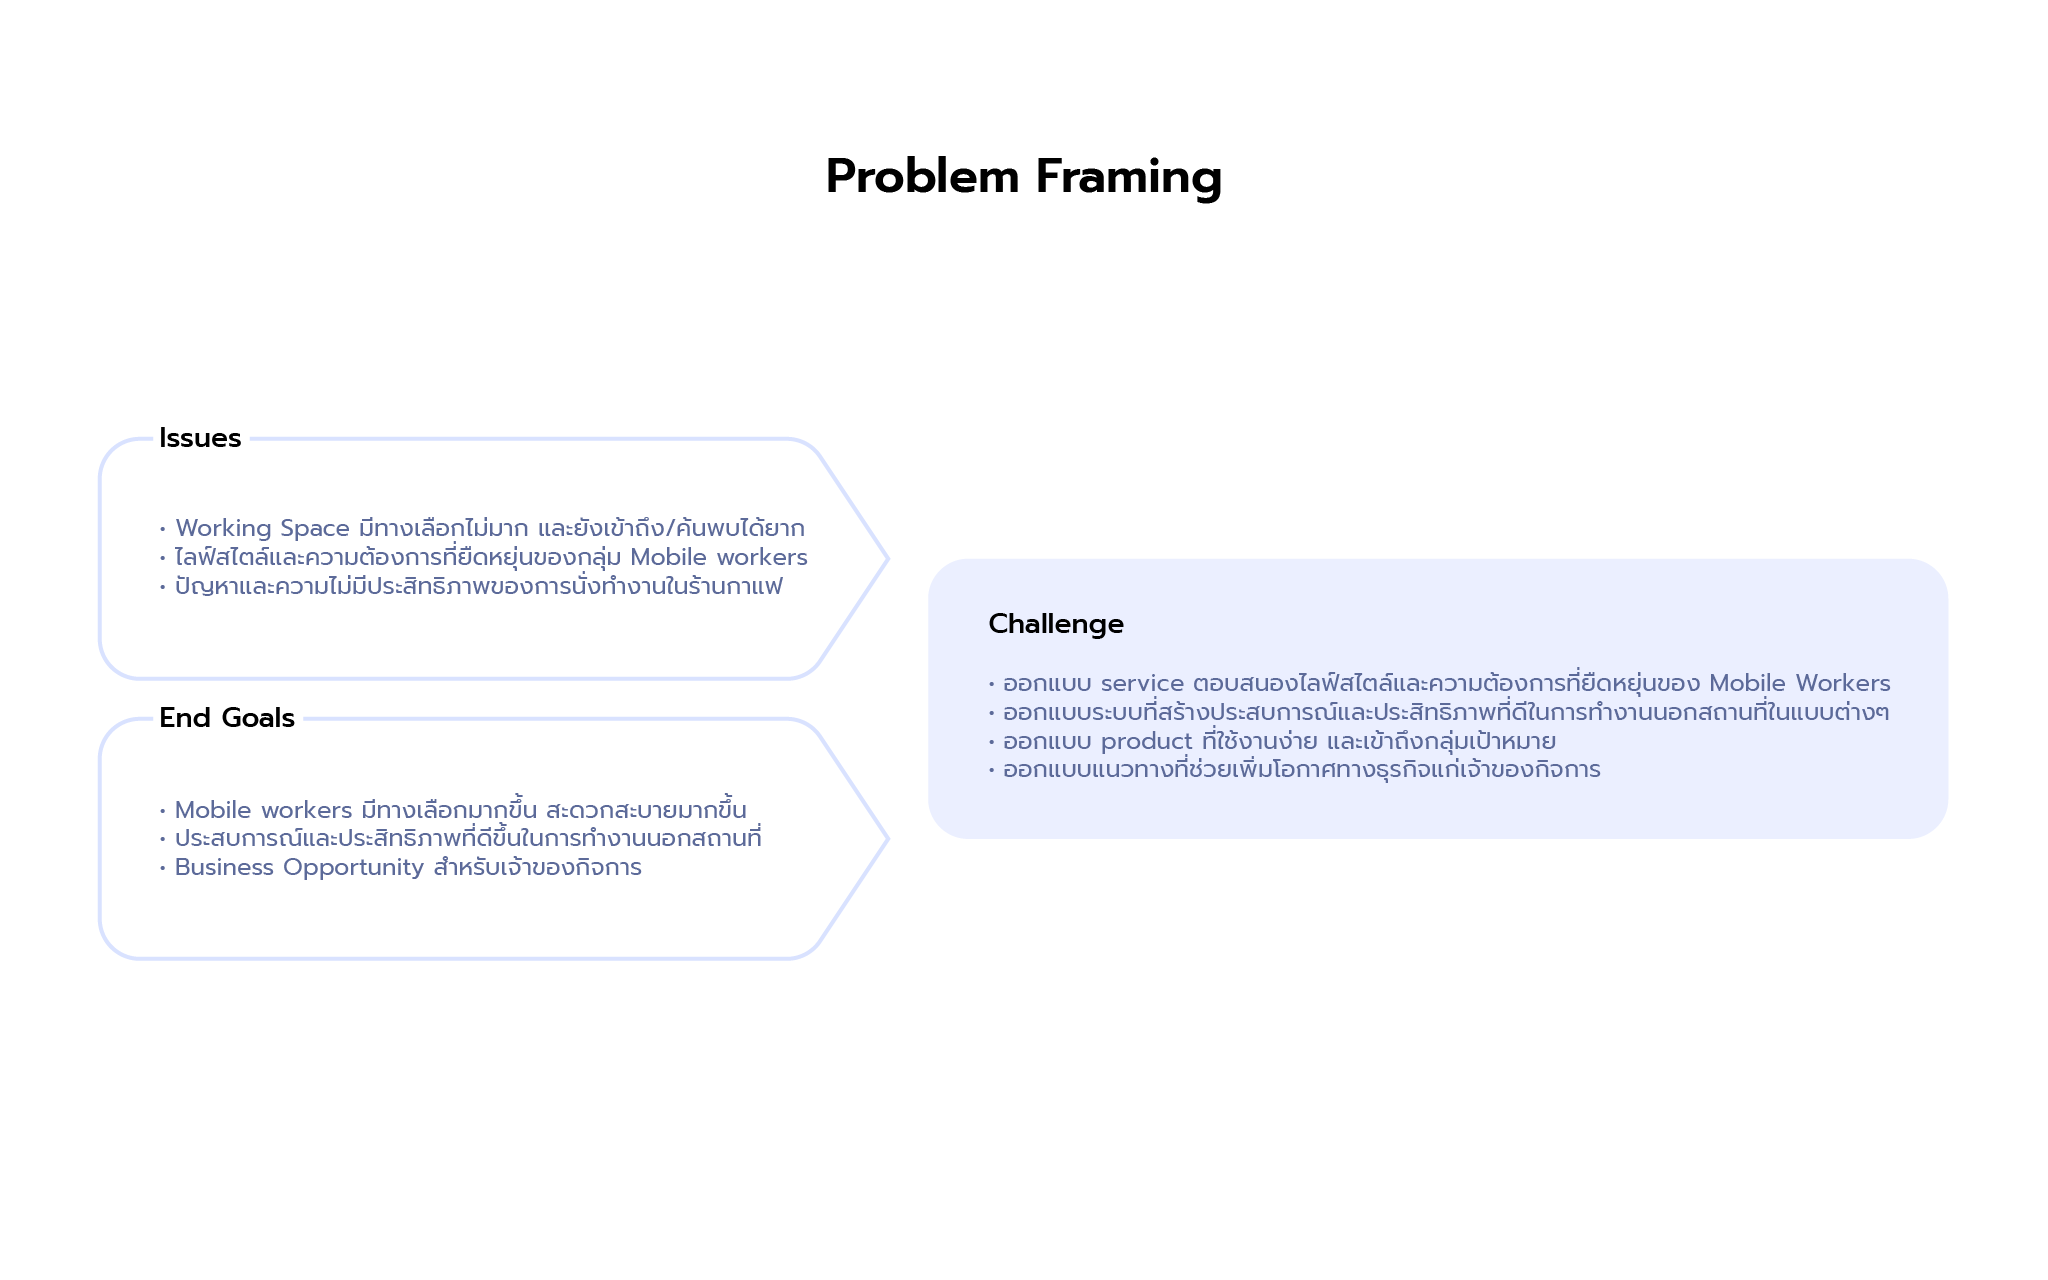 Problem Framing
Issues
• Working Space มีทางเลือกไม่มาก และยังเข้าถึง/ค้นพบได้ยาก
• ไลฟ์สไตล์และความต้องการที่ยืดหยุ่นของกลุ่ม Mobile workers
• ปัญหาและความไม่มีประสิทธิภาพของการนั่งทำงานในร้านกาแฟ
End Goals
• Mobile workers มีทางเลือกมากขึ้น สะดวกสะบายมากขึ้น
• ประสบการณ์และประสิทธิภาพที่ดีขึ้นในการทำงานนอกสถานที่
• Business Opportunity สำหรับเจ้าของกิจการ
Challenge
• ออกแบบ service ตอบสนองไลฟ์สไตล์และความต้องการที่ยืดหยุ่นของ Mobile Workers
• ออกแบบระบบที่สร้างประสบการณ์และประสิทธิภาพที่ดีในการทำงานนอกสถานที่ในแบบต่างๆ
• ออกแบบ product ที่ใช้งานง่าย และเข้าถึงกลุ่มเป้าหมาย
• ออกแบบแนวทางที่ช่วยเพิ่มโอกาศทางธุรกิจแก่เจ้าของกิจการ